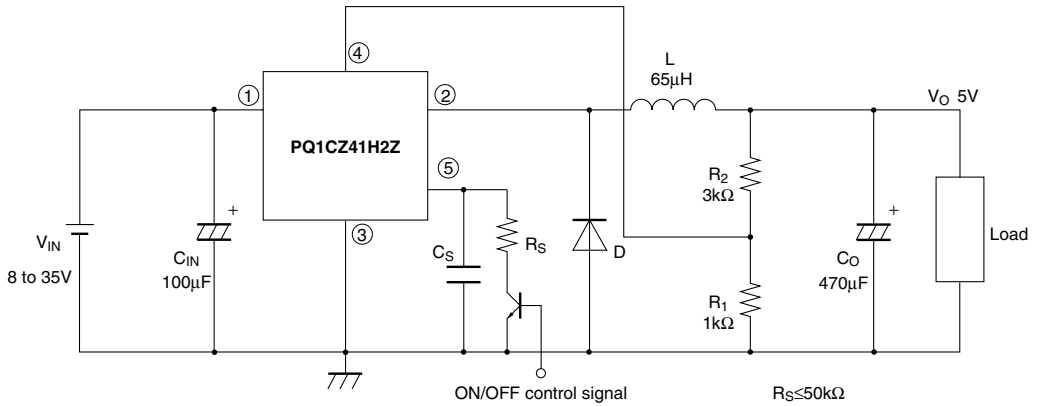 ④
L
65μH
①
②
VO 5V
PQ1CZ41H2Z
⑤
R2
3kΩ
③
VIN
8 to 35V
CIN
100μF
+
CS
RS
D
R1
1kΩ
+
CO
470μF
Load
ON/OFF control signal
RS≤50kΩ